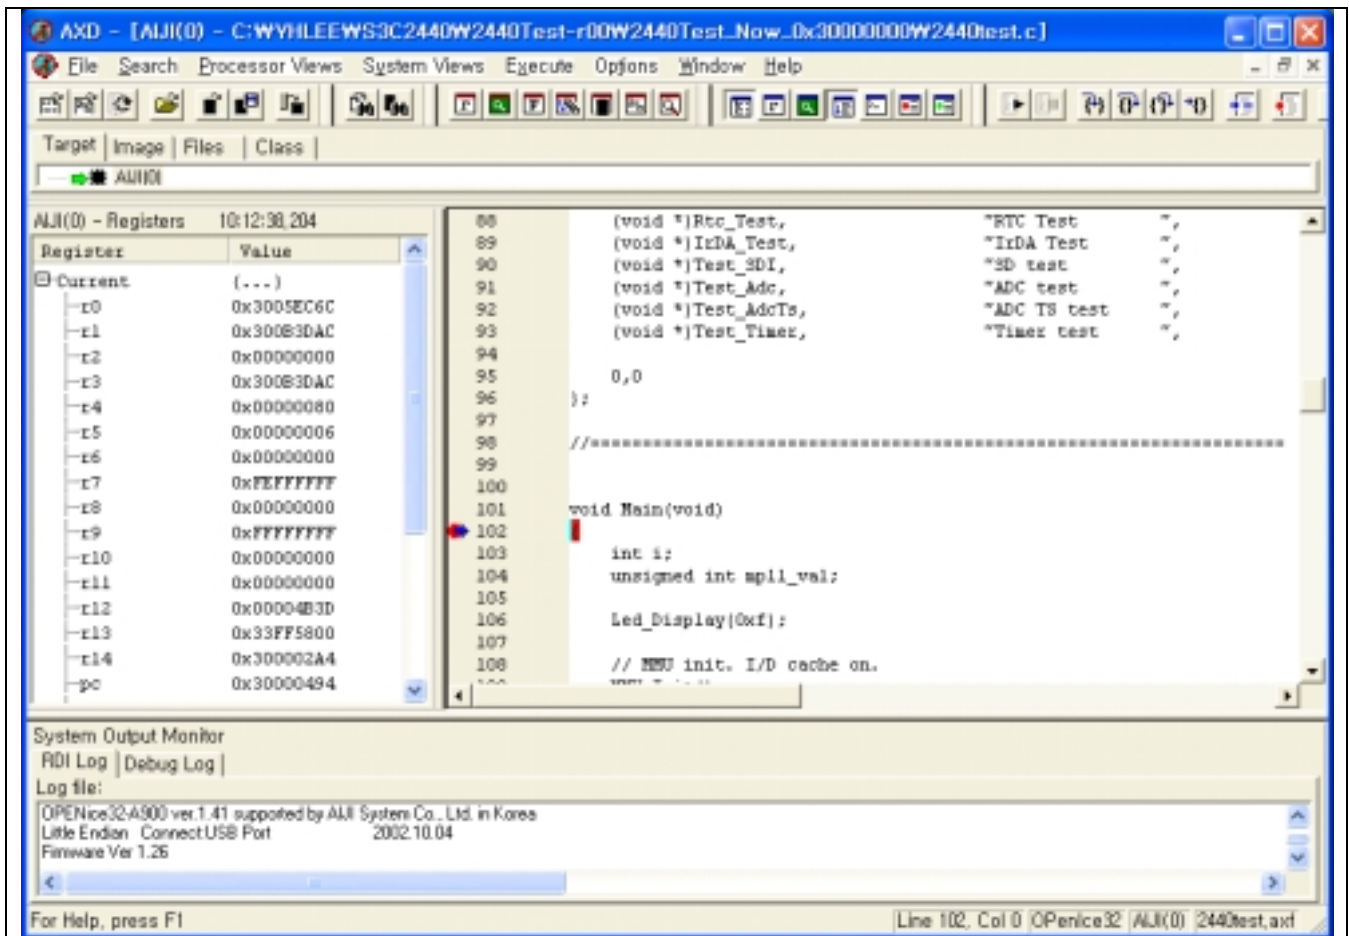 AXD - [AIJI(0) - C:₩YHLEE₩S3C2440₩2440Test-r00₩2440Test_Now_0x30000000₩2440test.c]
File Search Processor Views System Views Execute Options Window Help
Target Image Files Class
AIJI(0)
AIJI(0) - Registers 10:12:38,204
Register Value
Current (...)
r0 0x3005EC6C
r1 0x300B3DAC
r2 0x00000000
r3 0x300B3DAC
r4 0x00000080
r5 0x00000006
r6 0x00000000
r7 0xFEFFFFFF
r8 0x00000000
r9 0xFFFFFFFF
r10 0x00000000
r11 0x00000000
r12 0x00004B3D
r13 0x33FF5800
r14 0x300002A4
pc 0x30000494
88 (void *)Rtc_Test, "RTC Test ",
89 (void *)IrDA_Test, "IrDA Test ",
90 (void *)Test_SDI, "SD test ",
91 (void *)Test_Adc, "ADC test ",
92 (void *)Test_AdcTs, "ADC TS test ",
93 (void *)Test_Timer, "Timer test ",
94
95 0,0
96 };
97
98 //===================================================================
99
100
101 void Main(void)
102
103 int i;
104 unsigned int mpll_val;
105
106 Led_Display(0xf);
107
108 // MMU init. I/D cache on.
System Output Monitor
RDI Log Debug Log
Log file:
OPENice32-A900 ver.1.41 supported by AIJI System Co., Ltd. in Korea
Little Endian Connect:USB Port 2002.10.04
Firmware Ver 1.26
For Help, press F1
Line 102, Col 0 OPenIce32 AIJI(0) 2440test.axf